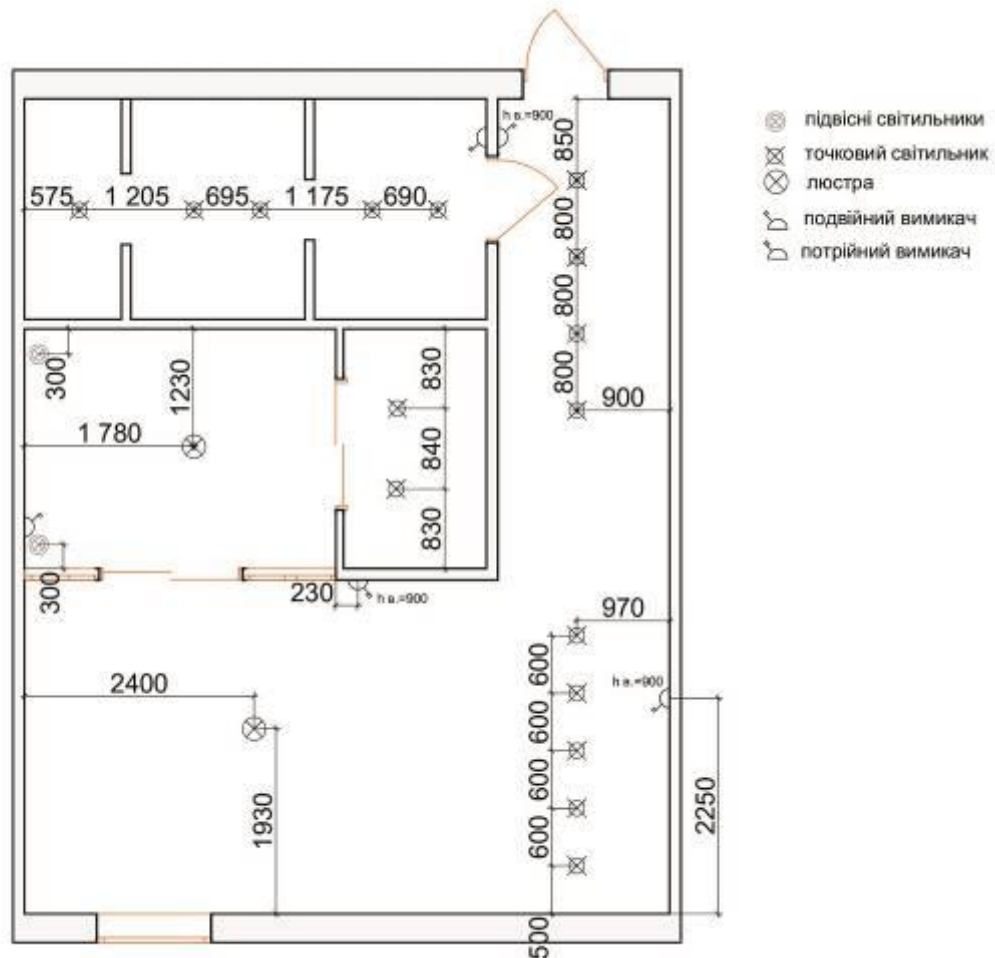 h в.=900
підвісні світильники
точковий світильник
люстра
подвійний вимикач
потрійний вимикач
850
575 1 205 695 1 175 690
800
800
800
300
1230
830
900
1 780
840
830
300
230
h в.=900
970
2400
600
h в.=900
600
1930
600
2250
600
500